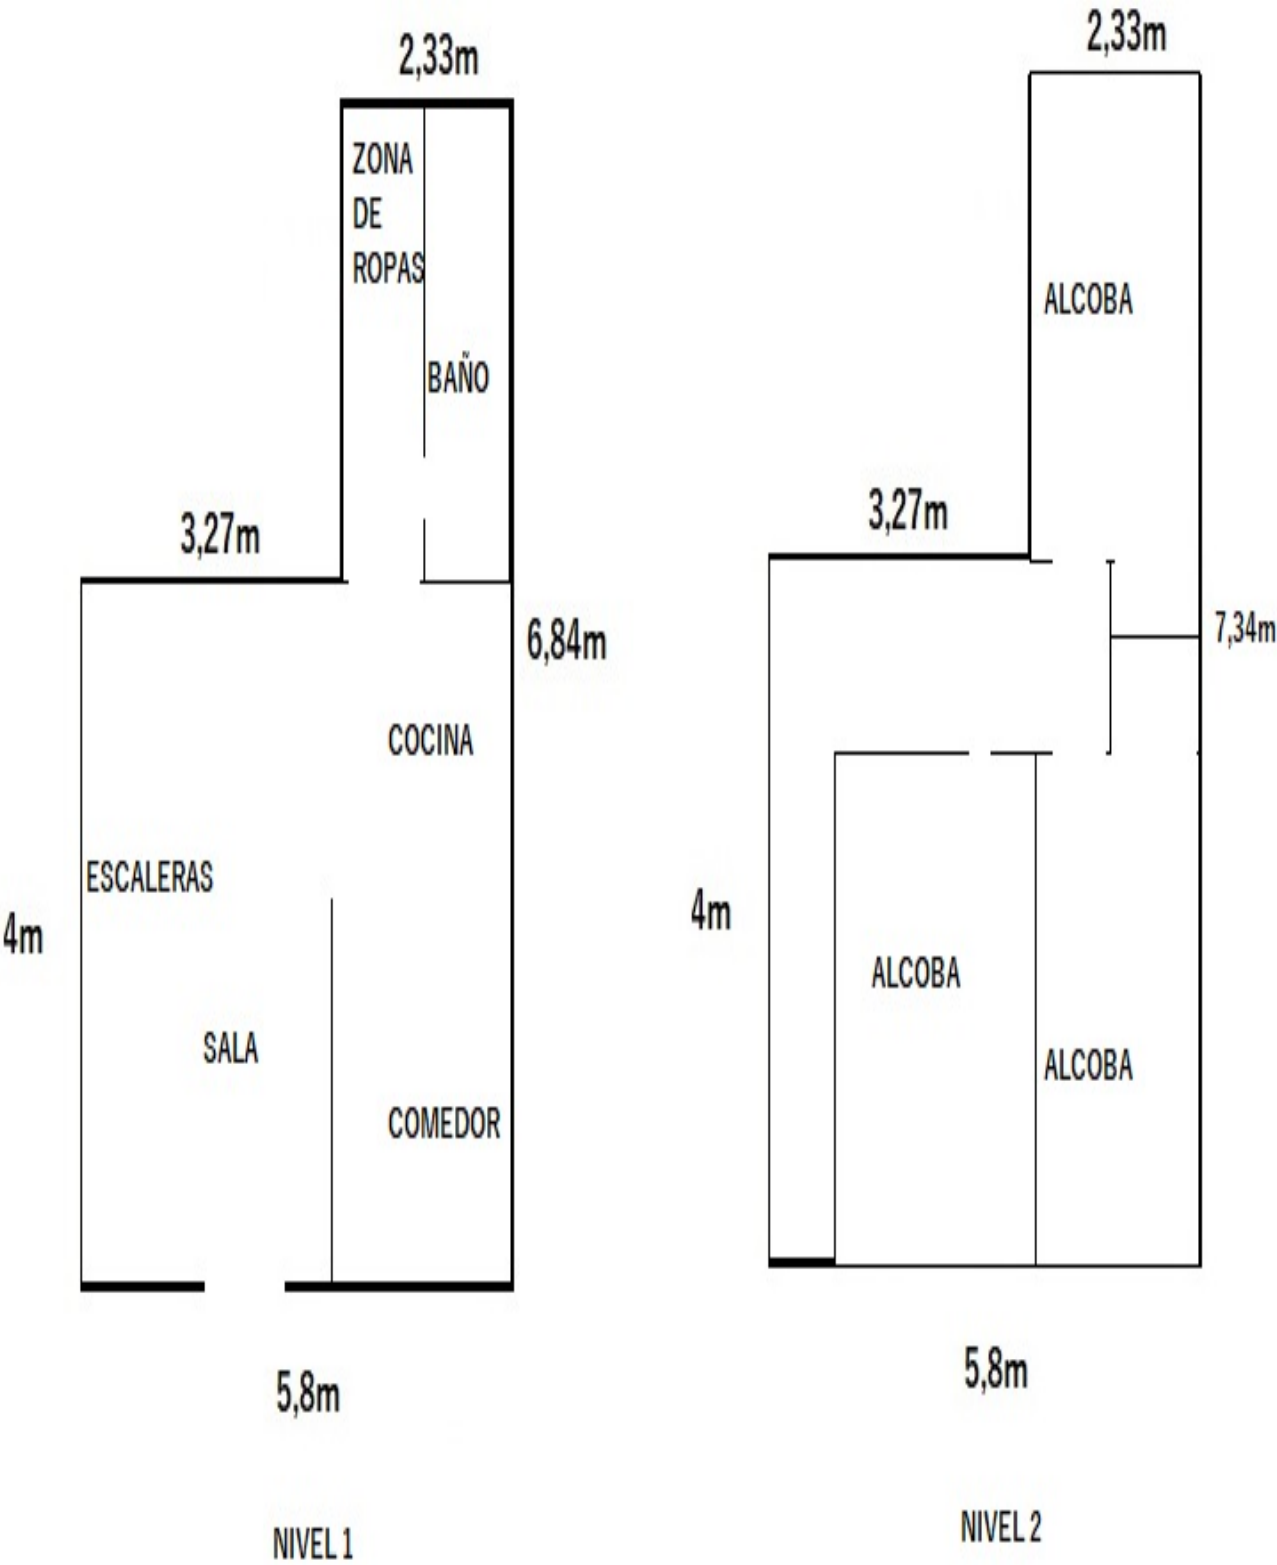 2,33m
ZONA
DE
ROPAS
BAÑO
3,27m
6,84m
COCINA
ESCALERAS
4m
SALA
COMEDOR
5,8m
NIVEL 1
2,33m
ALCOBA
3,27m
7,34m
4m
ALCOBA
ALCOBA
5,8m
NIVEL 2